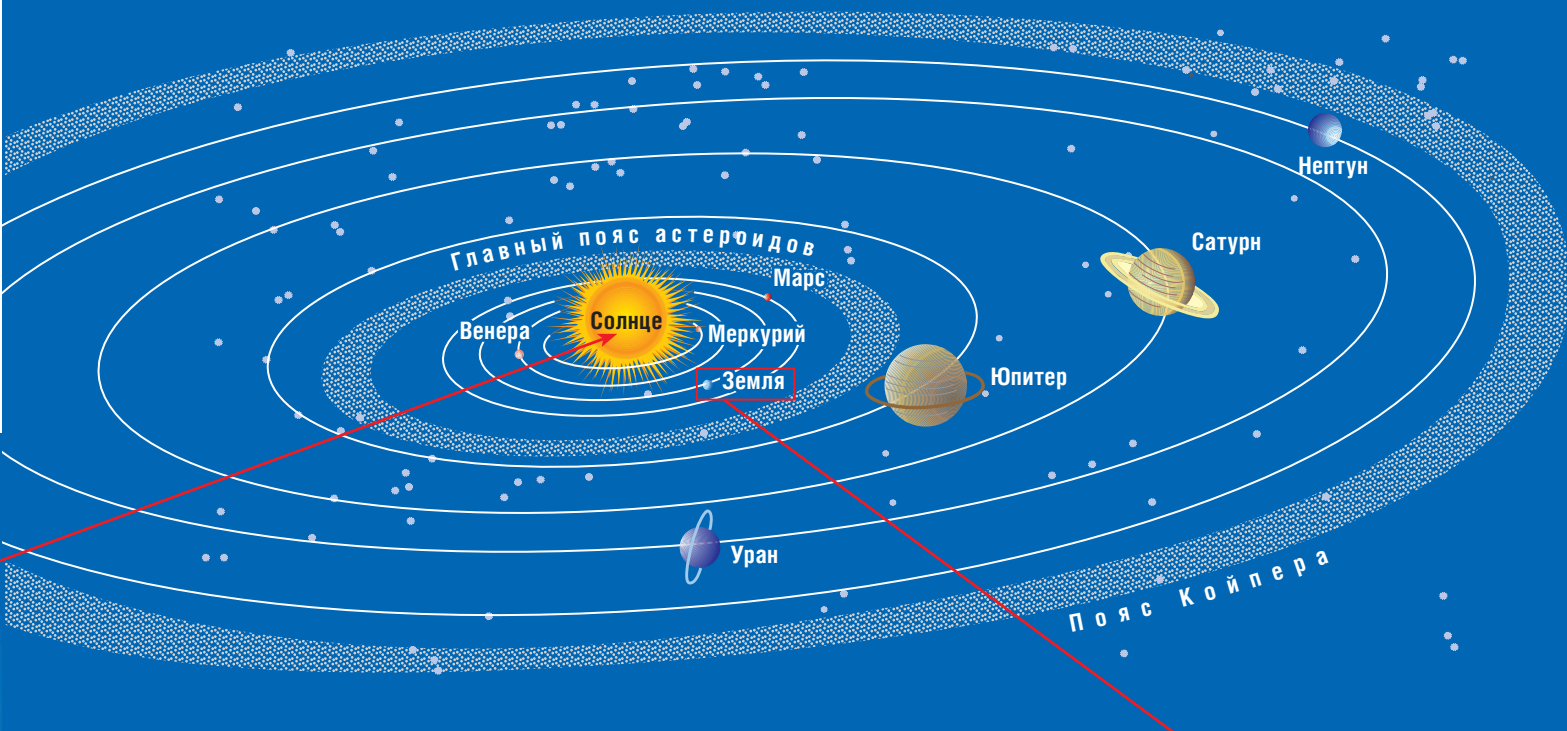 Нептун
Сатурн
Главный пояс астероидов
Марс
Солнце
Венера
Меркурий
Земля
Юпитер
Уран
Пояс Койпера